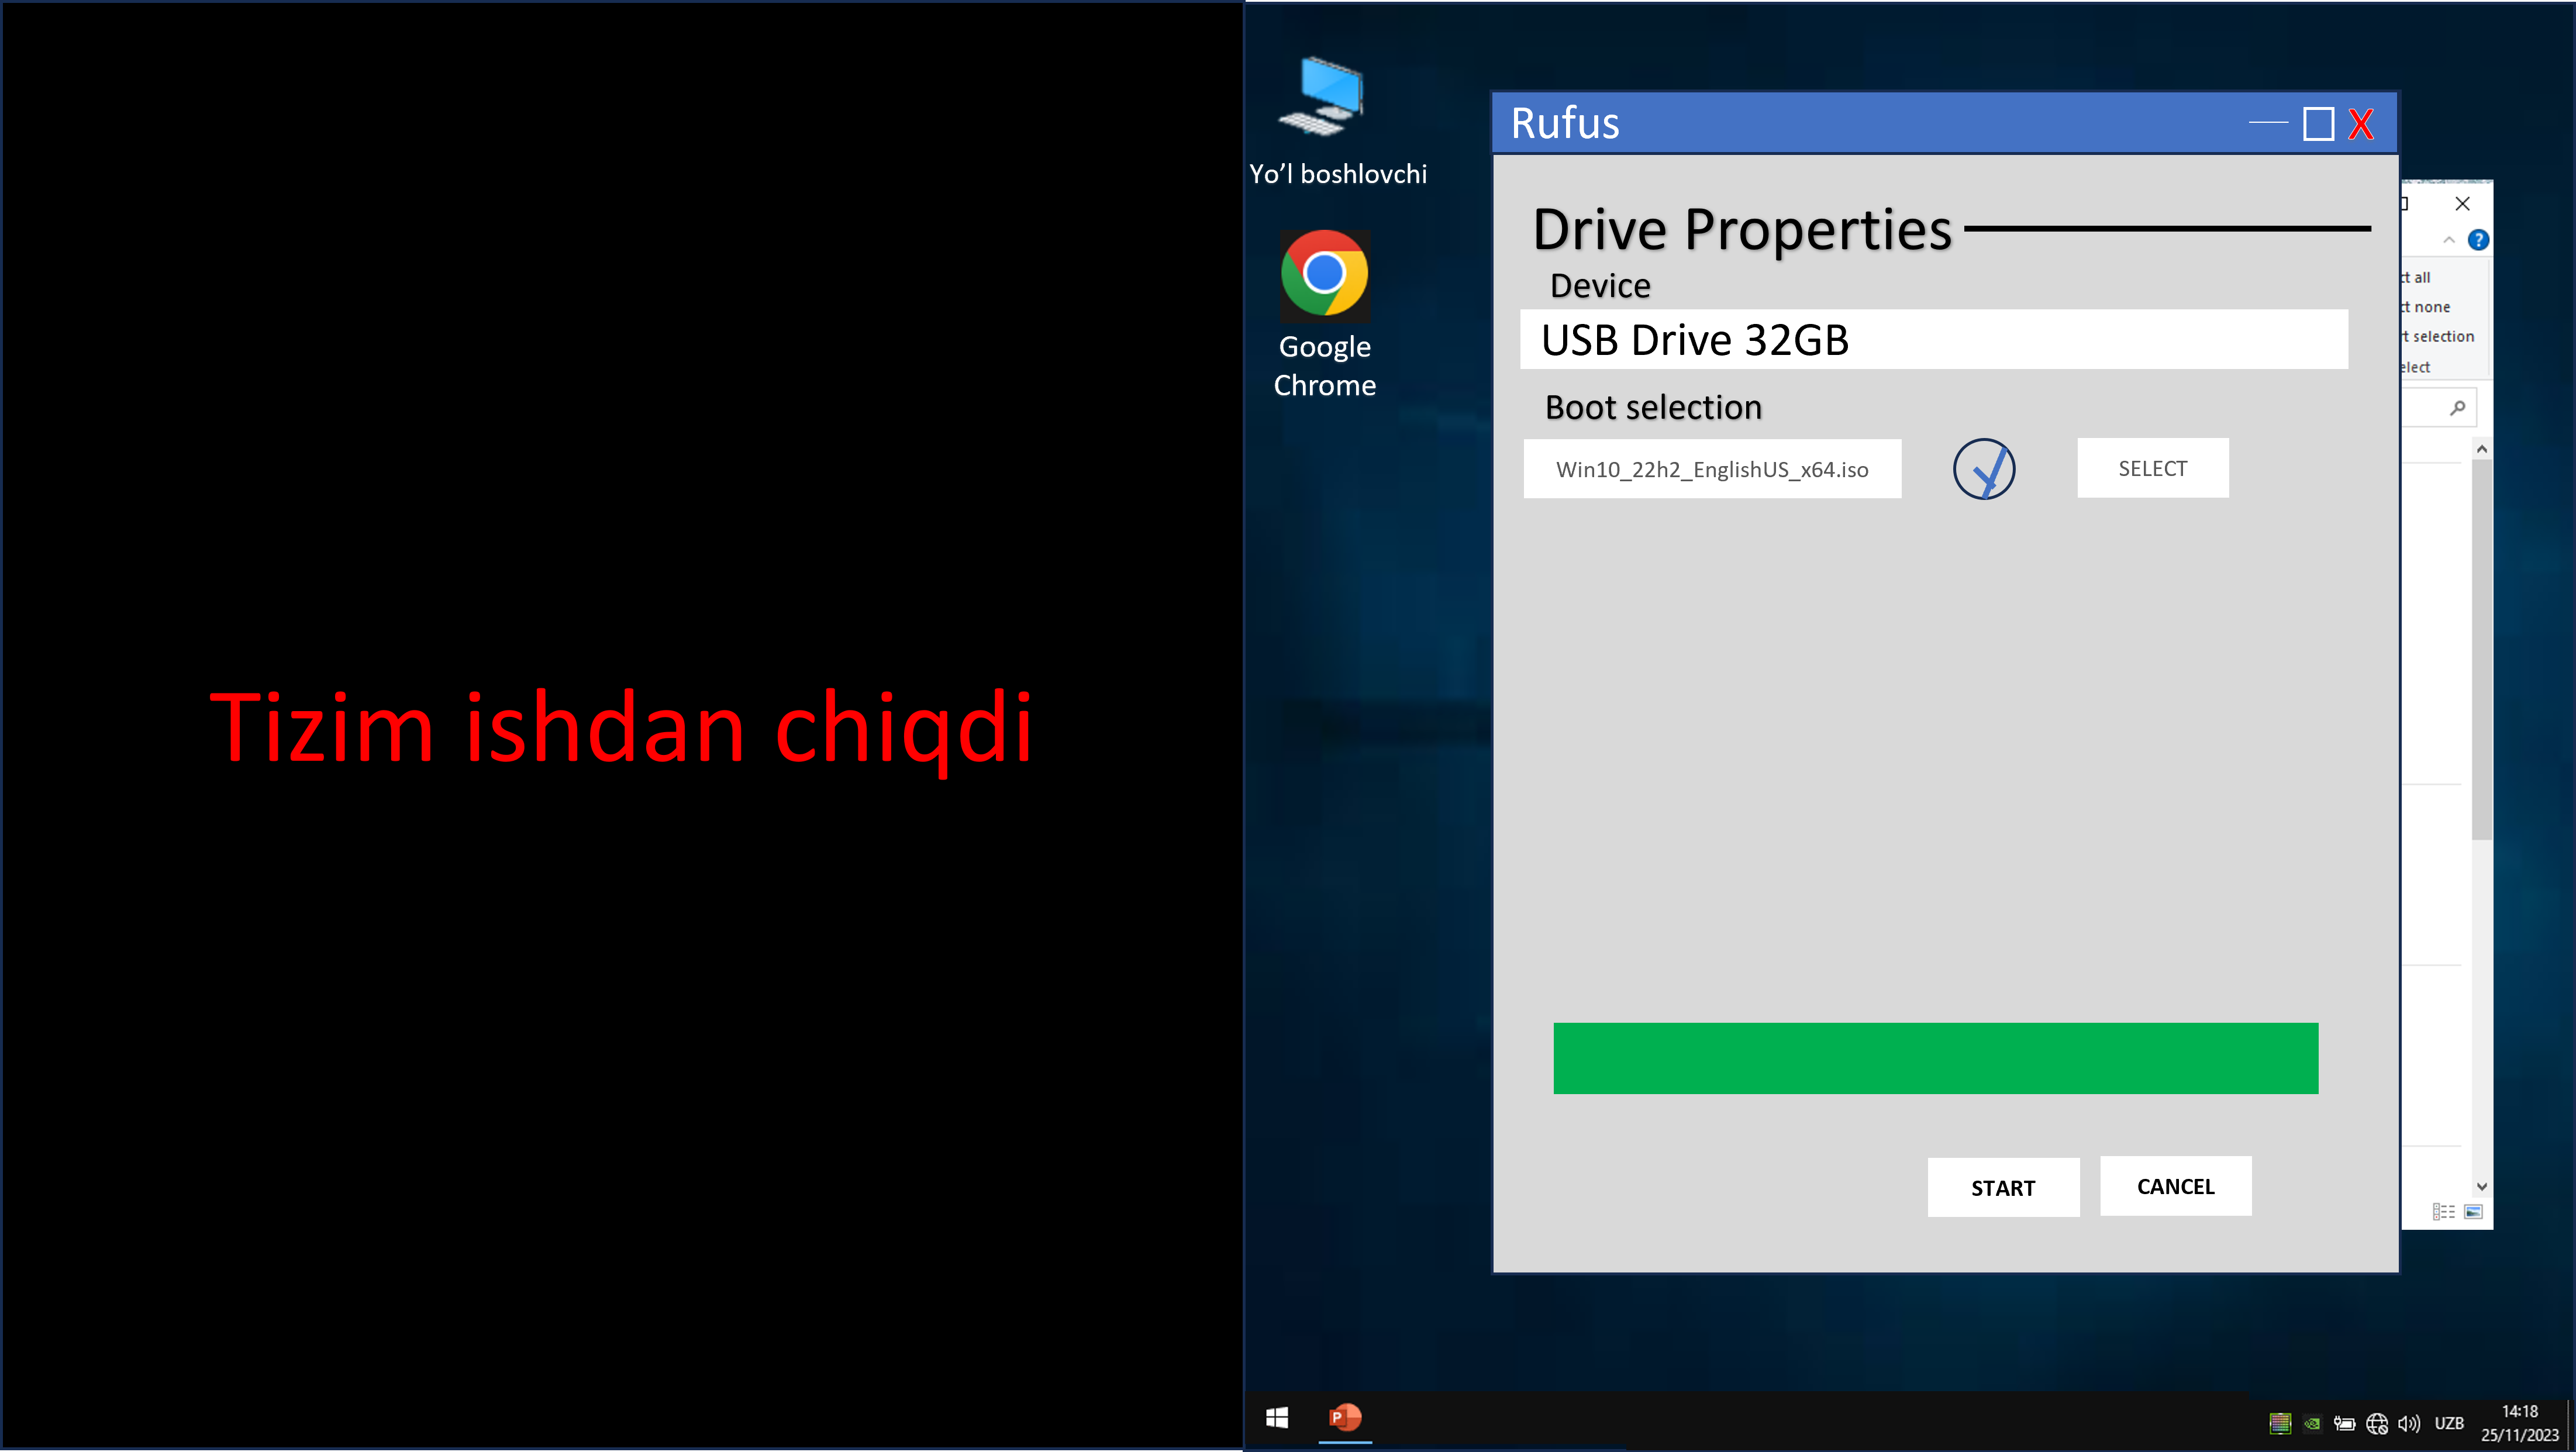 Tizim ishdan chiqdi
Yo’l boshlovchi
Google
Chrome
Rufus
X
Drive Properties
Device
USB Drive 32GB
Boot selection
Win10_22h2_EnglishUS_x64.iso
SELECT
START
CANCEL
all
none
selection
UZB
14:18
25/11/2023